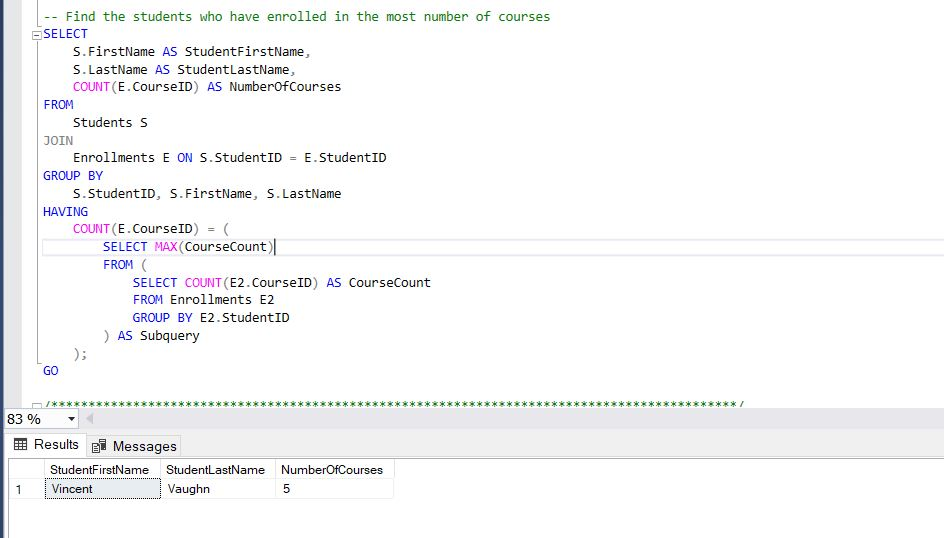 -- Find the students who have enrolled in the most number of courses
SELECT
S.FirstName AS StudentFirstName,
S.LastName AS StudentLastName,
COUNT(E.CourseID) AS NumberOfCourses
FROM
Students S
JOIN
Enrollments E ON S.StudentID = E.StudentID
GROUP BY
S.StudentID, S.FirstName, S.LastName
HAVING
COUNT(E.CourseID) = (
SELECT MAX(CourseCount)
FROM (
SELECT COUNT(E2.CourseID) AS CourseCount
FROM Enrollments E2
GROUP BY E2.StudentID
) AS Subquery
);
GO
/*********************************************************************************************/
83 %
Results Messages
StudentFirstName StudentLastName NumberOfCourses
1 Vincent Vaughn 5